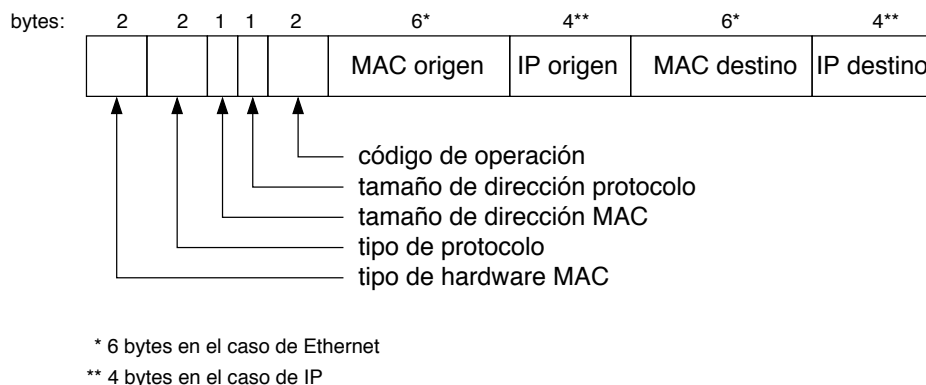 bytes: 2 2 1 1 2 6* 4** 6* 4**
MAC origen IP origen MAC destino IP destino
código de operación
tamaño de dirección protocolo
tamaño de dirección MAC
tipo de protocolo
tipo de hardware MAC
* 6 bytes en el caso de Ethernet
** 4 bytes en el caso de IP